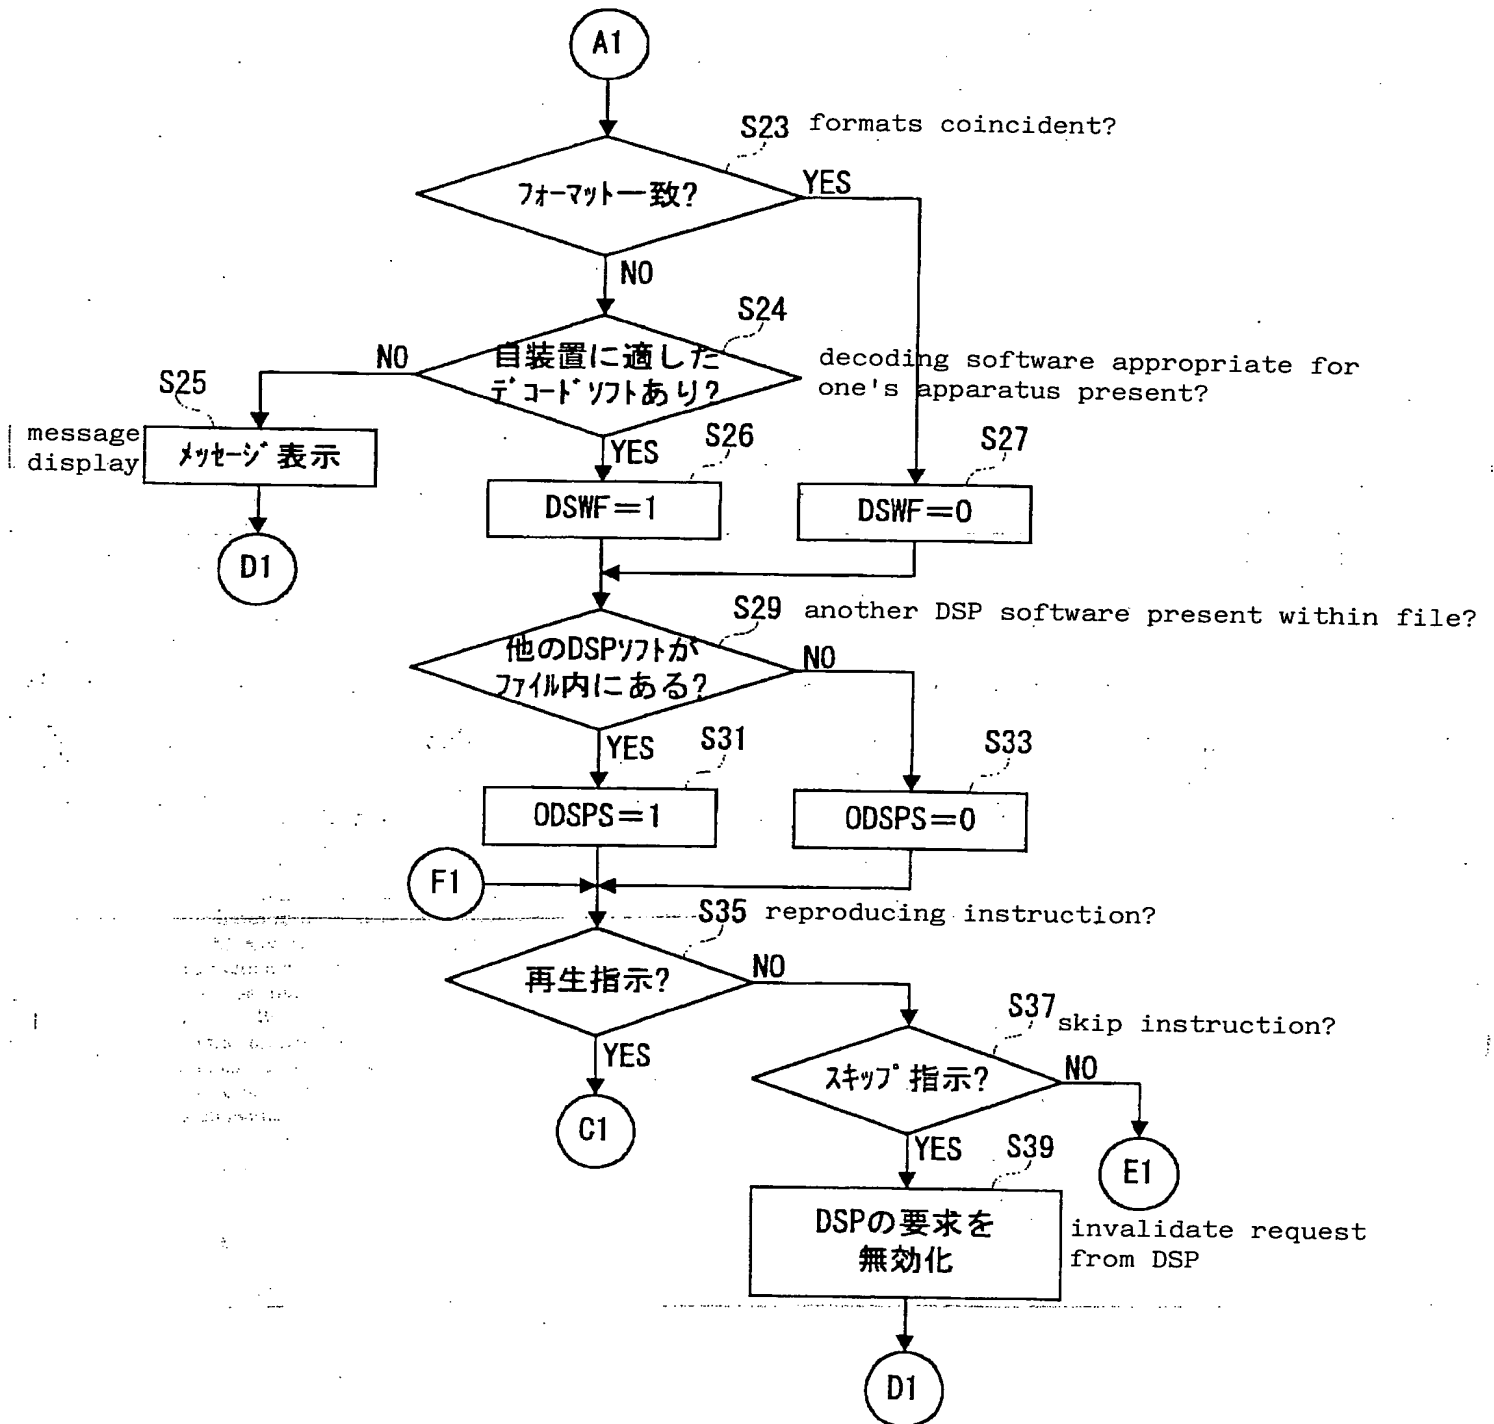 A1
S23 formats coincident?
フォーマット一致?
YES
NO
S24
自装置に適した
デコードソフトあり?
NO
decoding software appropriate for
one's apparatus present?
S25
message
display
メッセージ表示
YES
S26
S27
DSWF=1
DSWF=0
D1
S29 another DSP software present within file?
他のDSPソフトが
ファイル内にある?
NO
YES
S31
S33
ODSPS=1
ODSPS=0
F1
S35 reproducing instruction?
再生指示?
NO
YES
S37 skip instruction?
スキップ指示?
NO
C1
YES
S39
E1
DSPの要求を
無効化
invalidate request
from DSP
D1